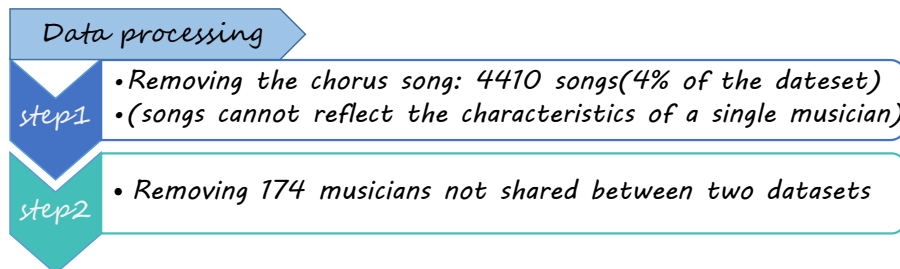 Data processing
step1
• Removing the chorus song: 4410 songs(4% of the dateset)
• (songs cannot reflect the characteristics of a single musician)
step2
• Removing 174 musicians not shared between two datasets